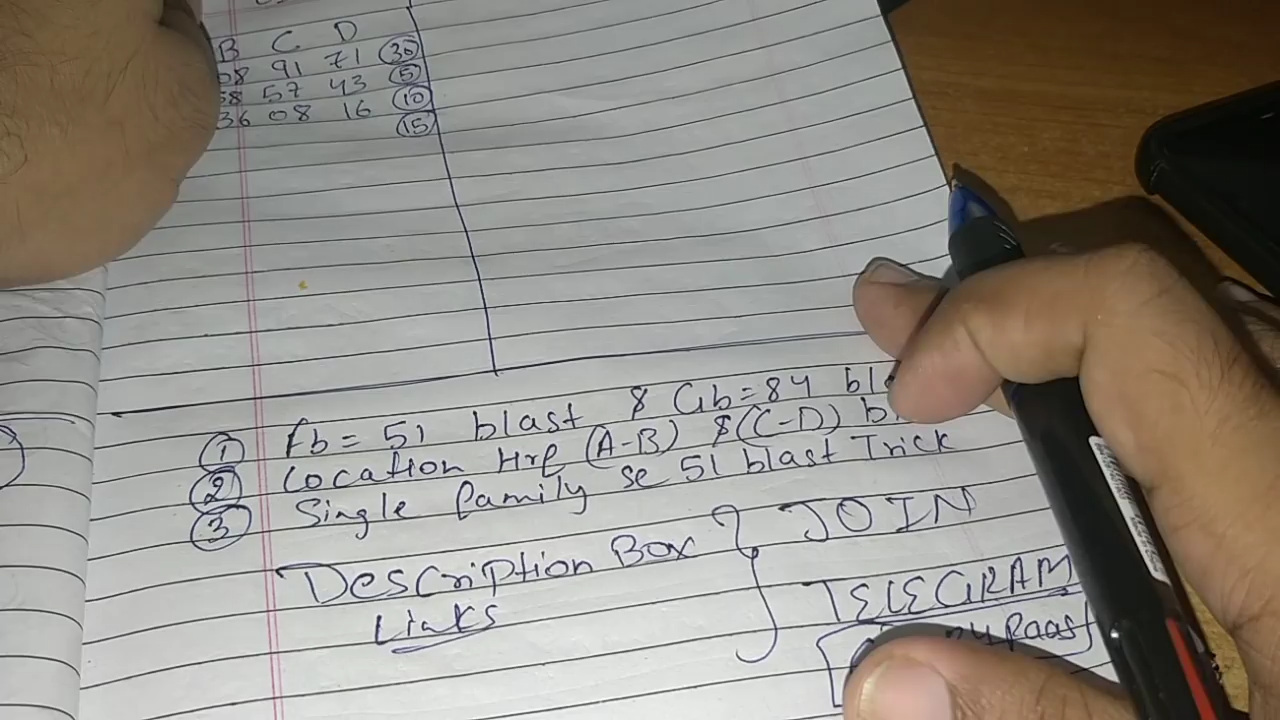 B C D
08 91 71 30
58 57 43 5
36 08 16 10
15
1 fb = 51 blast & Gb = 84
2 Location Hrf (A-B) &(C-D)
3 Single family se 51 blast Trick
Description Box } JOIN
Links
TELEGRAM